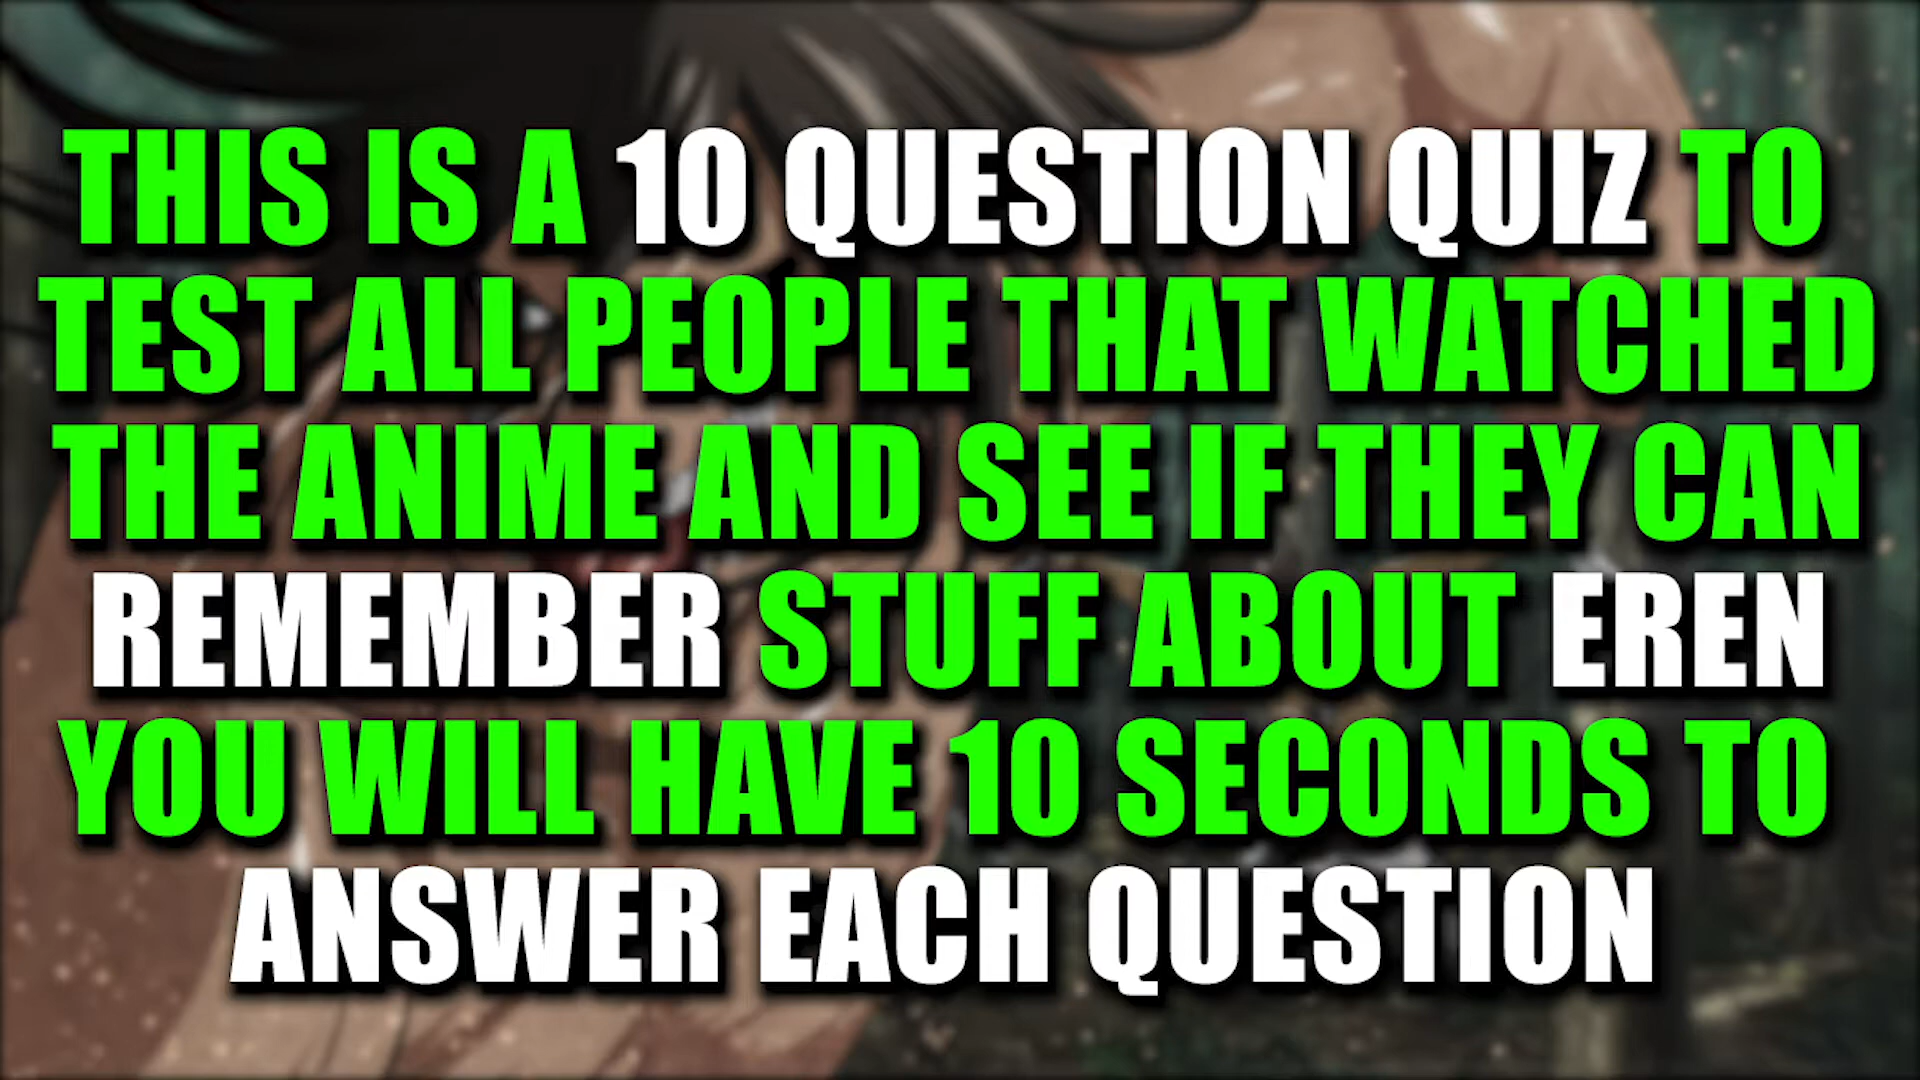 THIS IS A 10 QUESTION QUIZ TO
TEST ALL PEOPLE THAT WATCHED
THE ANIME AND SEE IF THEY CAN
REMEMBER STUFF ABOUT EREN
YOU WILL HAVE 10 SECONDS TO
ANSWER EACH QUESTION